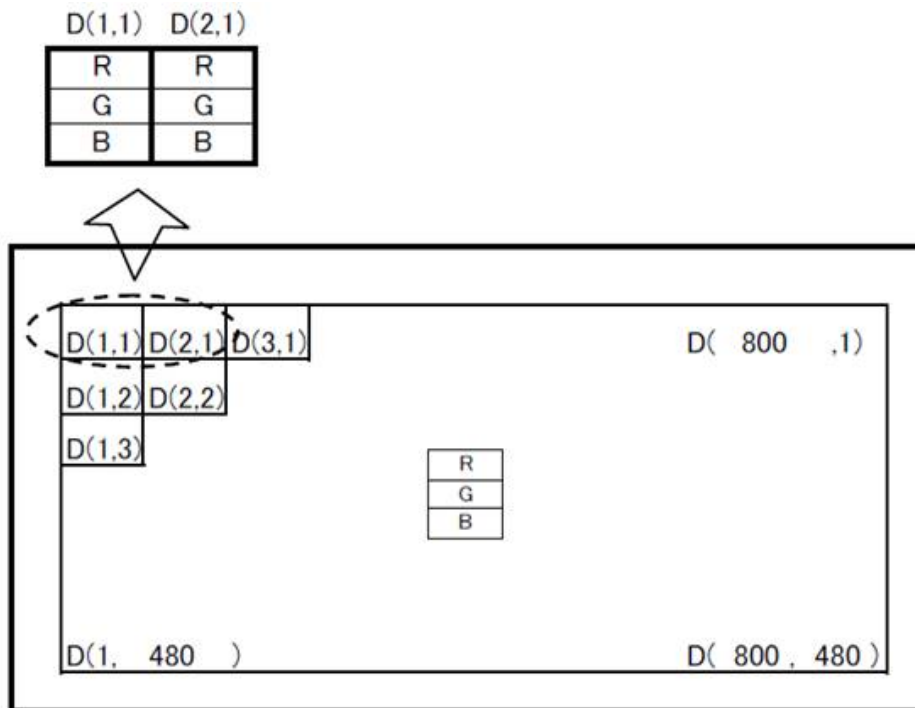 D(1,1) D(2,1)
R R
G G
B B
D(1,1) D(2,1) D(3,1) D( 800 ,1)
D(1,2) D(2,2)
D(1,3)
R
G
B
D(1, 480 ) D( 800 , 480 )